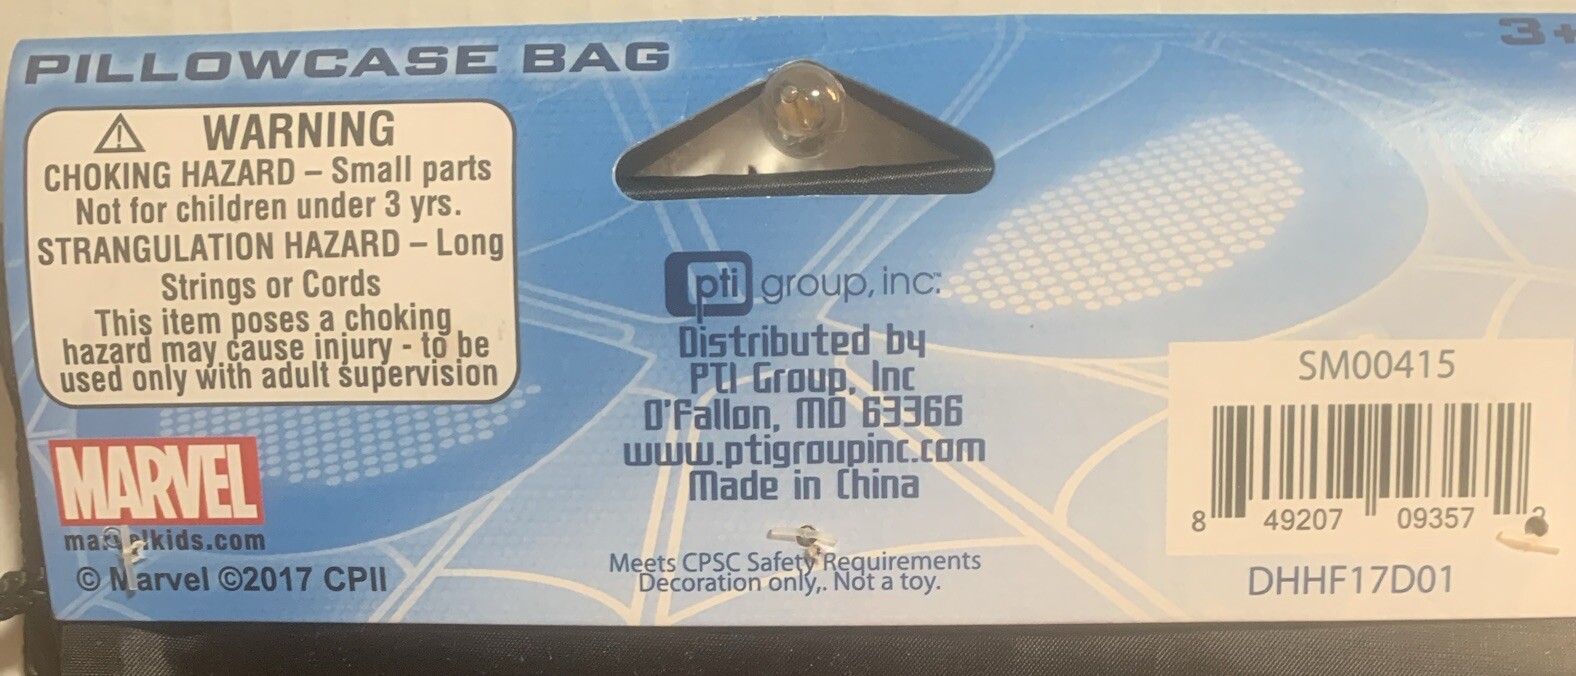 PILLOWCASE BAG
3+
WARNING
CHOKING HAZARD – Small parts
Not for children under 3 yrs.
STRANGULATION HAZARD – Long
Strings or Cords
This item poses a choking
hazard may cause injury - to be
used only with adult supervision
MARVEL
© Marvel ©2017 CPII
pti group, inc.
Distributed by
PTI Group, Inc
O'Fallon, MO 63366
www.ptigroupinc.com
Made in China
Meets CPSC Safety Requirements
Decoration only,. Not a toy.
SM00415
8 49207 09357
DHHF17D01